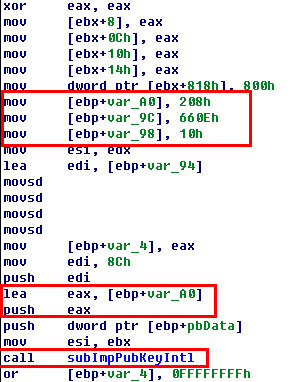 xor eax, eax
mov [ebx+8], eax
mov [ebx+0Ch], eax
mov [ebx+10h], eax
mov [ebx+14h], eax
mov dword ptr [ebx+818h], 800h
mov [ebp+var_A0], 208h
mov [ebp+var_9C], 660Eh
mov [ebp+var_98], 10h
mov esi, edx
lea edi, [ebp+var_94]
movsd
movsd
movsd
movsd
mov [ebp+var_4], eax
mov edi, 8Ch
push edi
lea eax, [ebp+var_A0]
push eax
push dword ptr [ebp+pbData]
mov esi, ebx
call subImpPubKeyIntl
or [ebp+var_4], 0FFFFFFFFh